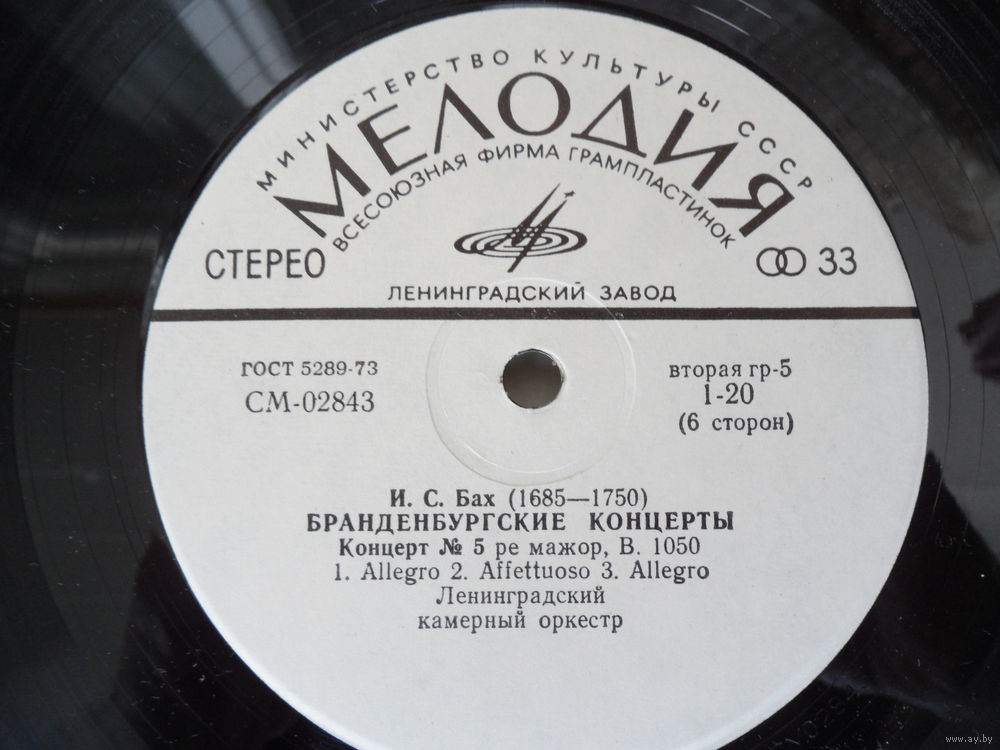 МИНИСТЕРСТВО КУЛЬТУРЫ СССР
МЕЛОДИЯ
ВСЕСОЮЗНАЯ ФИРМА ГРАМПЛАСТИНОК
СТЕРЕО
33
ЛЕНИНГРАДСКИЙ ЗАВОД
ГОСТ 5289-73
СМ-02843
вторая гр-5
1-20
(6 сторон)
И. С. Бах (1685—1750)
БРАНДЕНБУРГСКИЕ КОНЦЕРТЫ
Концерт № 5 ре мажор, В. 1050
1. Allegro 2. Affettuoso 3. Allegro
Ленинградский
камерный оркестр
www.ay.by